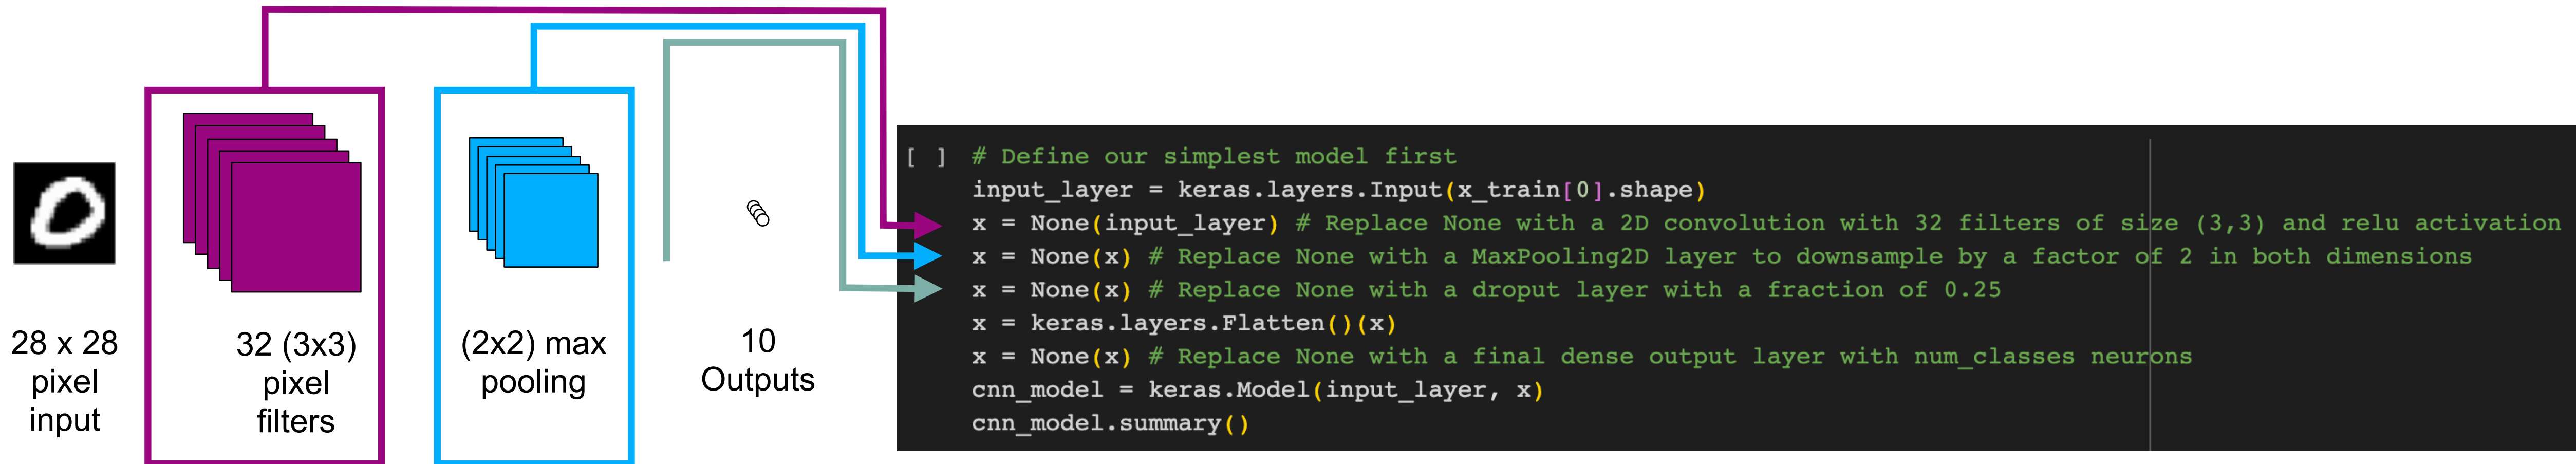 28 x 28
pixel
input
32 (3x3)
pixel
filters
(2x2) max
pooling
10
Outputs
[ ] # Define our simplest model first
input_layer = keras.layers.Input(x_train[0].shape)
x = None(input_layer) # Replace None with a 2D convolution with 32 filters of size (3,3) and relu activation
x = None(x) # Replace None with a MaxPooling2D layer to downsample by a factor of 2 in both dimensions
x = None(x) # Replace None with a droput layer with a fraction of 0.25
x = keras.layers.Flatten()(x)
x = None(x) # Replace None with a final dense output layer with num_classes neurons
cnn_model = keras.Model(input_layer, x)
cnn_model.summary()